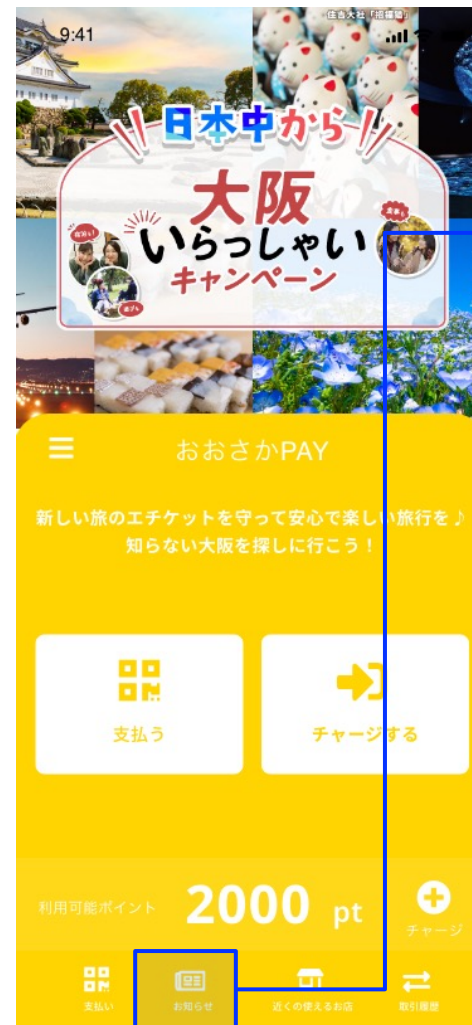 9:41
住吉大社「招福猫」
日本中から
大阪
いらっしゃい
キャンペーン
おおさかPAY
新しい旅のエチケットを守って安心で楽しい旅行を♪
知らない大阪を探しに行こう！
支払う
チャージする
利用可能ポイント
2000 pt
チャージ
支払い
お知らせ
近くの使えるお店
取引履歴